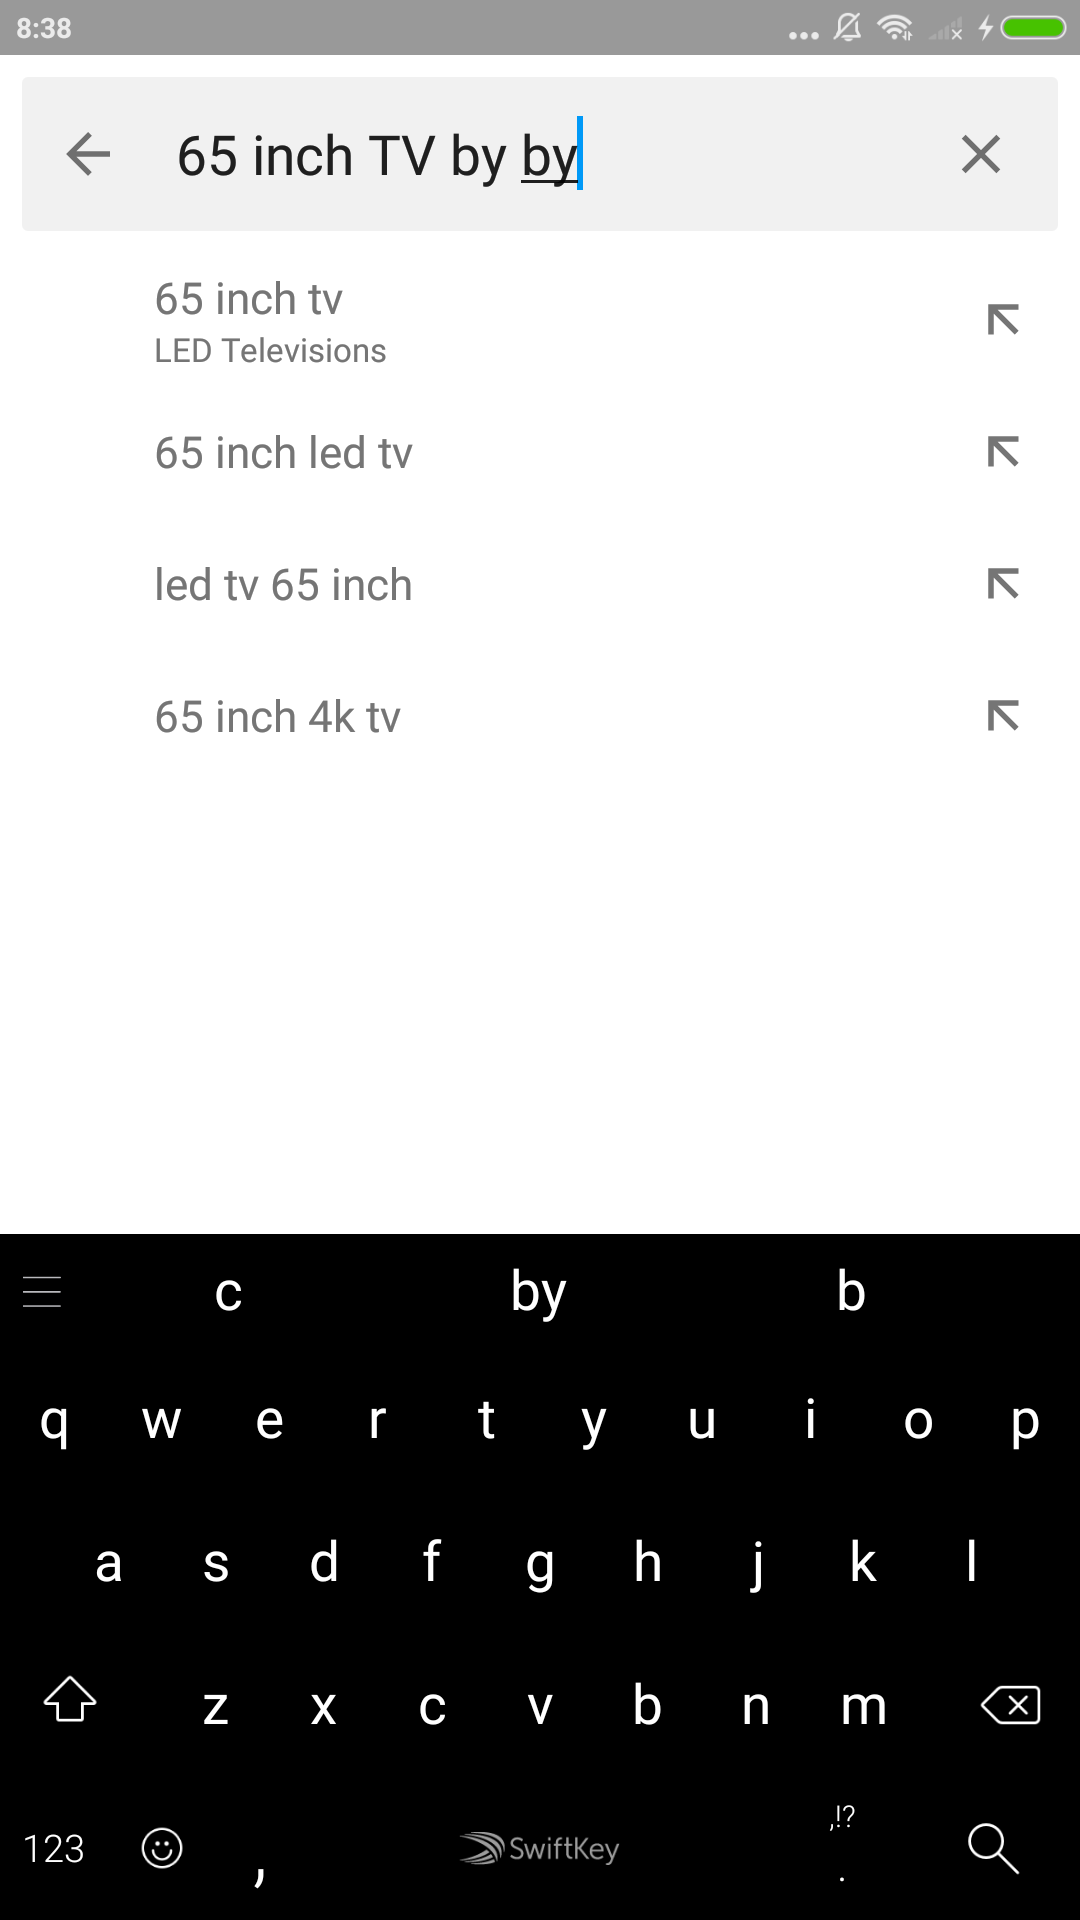 8:38
65 inch TV by by
65 inch tv
LED Televisions
65 inch led tv
led tv 65 inch
65 inch 4k tv
c by b
q w e r t y u i o p
a s d f g h j k l
z x c v b n m
,!?
123 , SwiftKey .